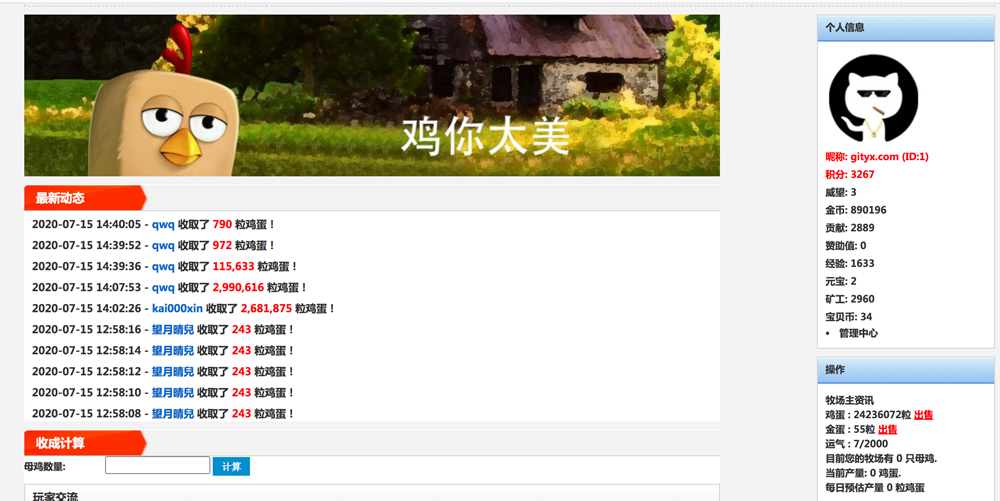 鸡你太美
最新动态
2020-07-15 14:40:05 - qwq 收取了 790 粒鸡蛋！
2020-07-15 14:39:52 - qwq 收取了 972 粒鸡蛋！
2020-07-15 14:39:36 - qwq 收取了 115,633 粒鸡蛋！
2020-07-15 14:07:53 - qwq 收取了 2,990,616 粒鸡蛋！
2020-07-15 14:02:26 - kai000xin 收取了 2,681,875 粒鸡蛋！
2020-07-15 12:58:16 - 望月晴兒 收取了 243 粒鸡蛋！
2020-07-15 12:58:14 - 望月晴兒 收取了 243 粒鸡蛋！
2020-07-15 12:58:12 - 望月晴兒 收取了 243 粒鸡蛋！
2020-07-15 12:58:10 - 望月晴兒 收取了 243 粒鸡蛋！
2020-07-15 12:58:08 - 望月晴兒 收取了 243 粒鸡蛋！
收成计算
母鸡数量:
计算
玩家交流
个人信息
昵称: gityx.com (ID:1)
积分: 3267
威望: 3
金币: 890196
贡献: 2889
赞助值: 0
经验: 1633
元宝: 2
矿工: 2960
宝贝币: 34
• 管理中心
操作
牧场主资讯
鸡蛋 : 24236072粒 出售
金蛋 : 55粒 出售
运气 : 7/2000
目前您的牧场有 0 只母鸡.
当前产量: 0 鸡蛋.
每日预估产量 0 粒鸡蛋